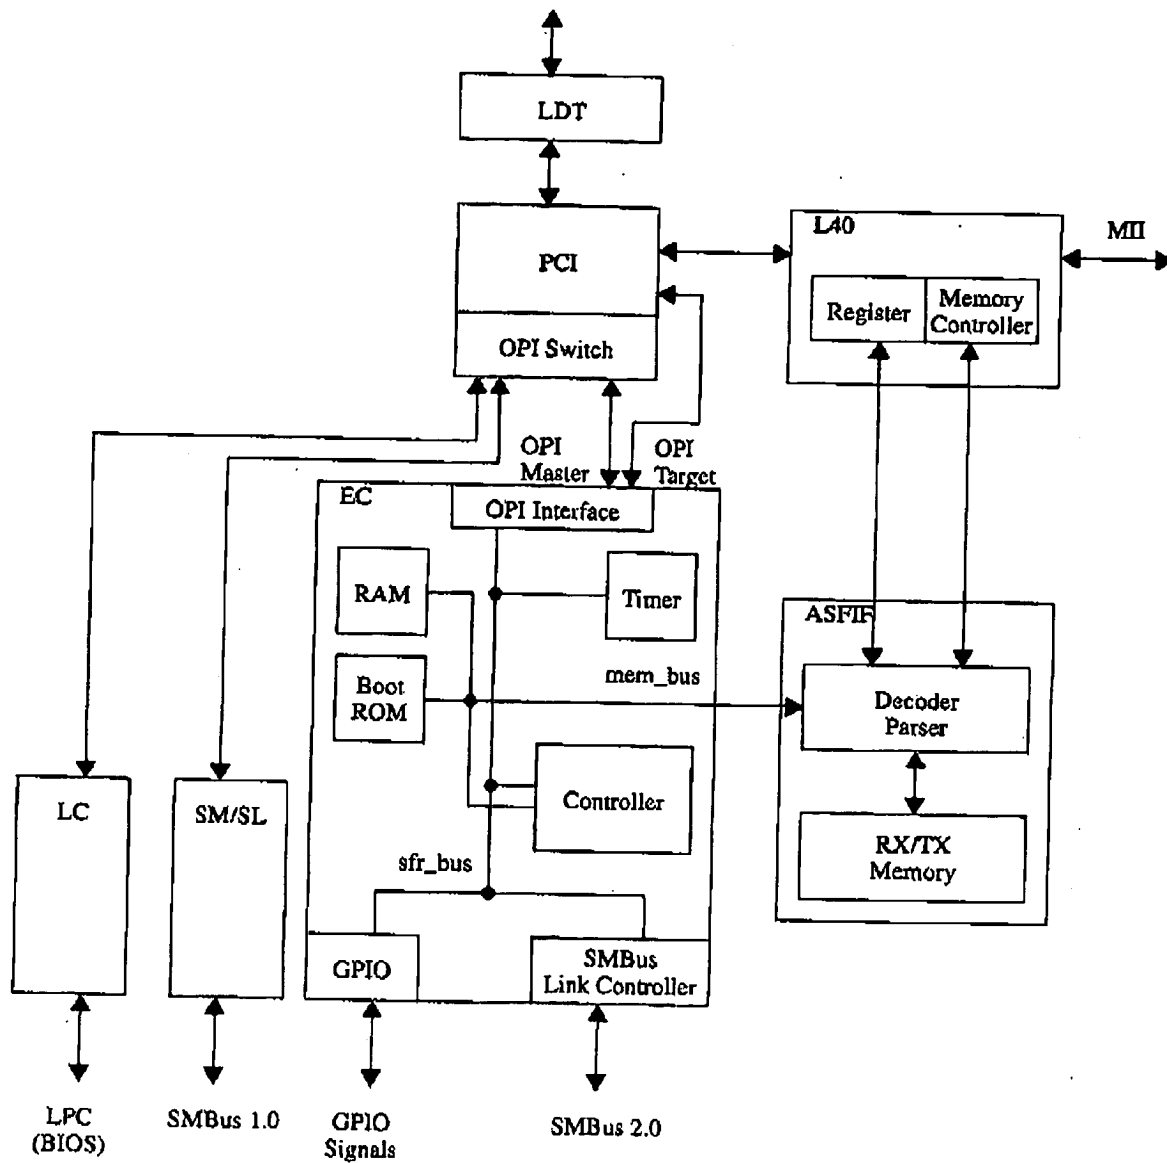 LDT
PCI
OPI Switch
L40
MII
Register
Memory
Controller
OPI
Master
OPI
Target
EC
OPI Interface
RAM
Timer
Boot
ROM
mem_bus
ASFIF
Decoder
Parser
Controller
RX/TX
Memory
LC
SM/SL
sfr_bus
GPIO
SMBus
Link Controller
LPC
(BIOS)
SMBus 1.0
GPIO
Signals
SMBus 2.0